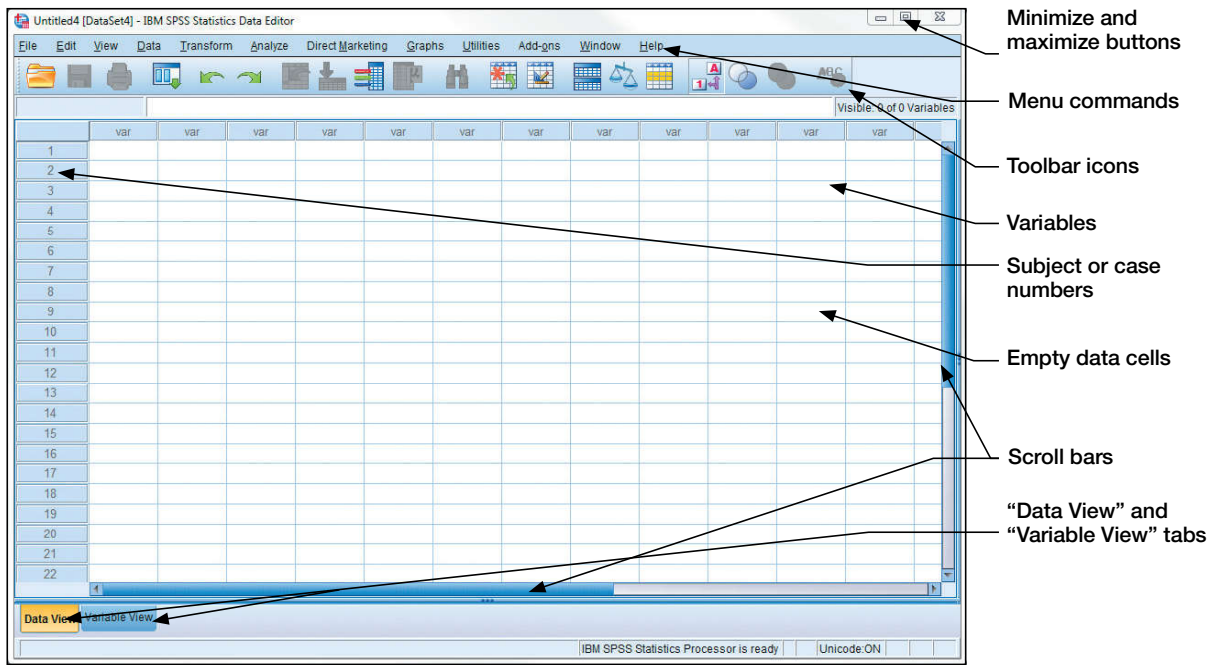 Untitled4 [DataSet4] - IBM SPSS Statistics Data Editor
File Edit View Data Transform Analyze Direct Marketing Graphs Utilities Add-ons Window Help
A
1
μ
ABC
Visible: 0 of 0 Variables
var var var var var var var var var var var var
1
2
3
4
5
6
7
8
9
10
11
12
13
14
15
16
17
18
19
20
21
22
Data View Variable View
IBM SPSS Statistics Processor is ready Unicode:ON
Minimize and
maximize buttons
Menu commands
Toolbar icons
Variables
Subject or case
numbers
Empty data cells
Scroll bars
“Data View” and
“Variable View” tabs